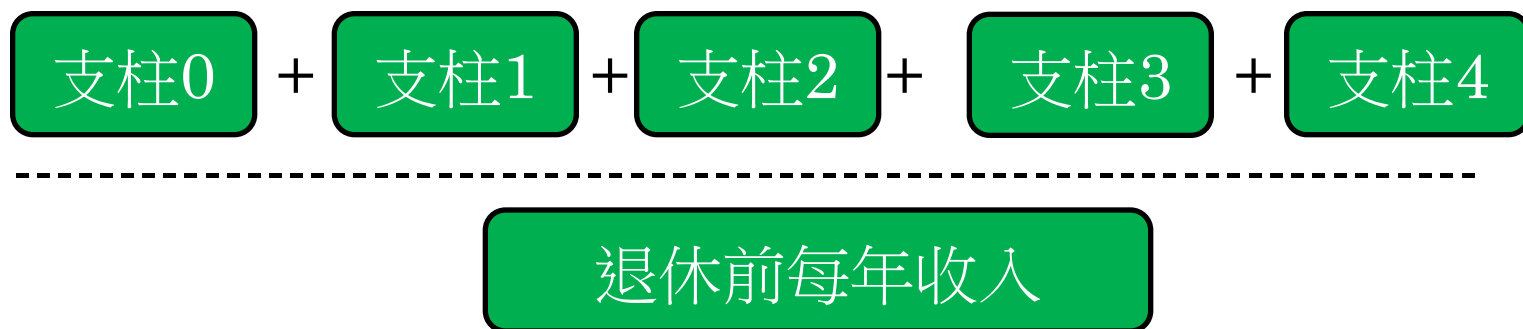 支柱0 + 支柱1 + 支柱2 + 支柱3 + 支柱4
退休前每年收入